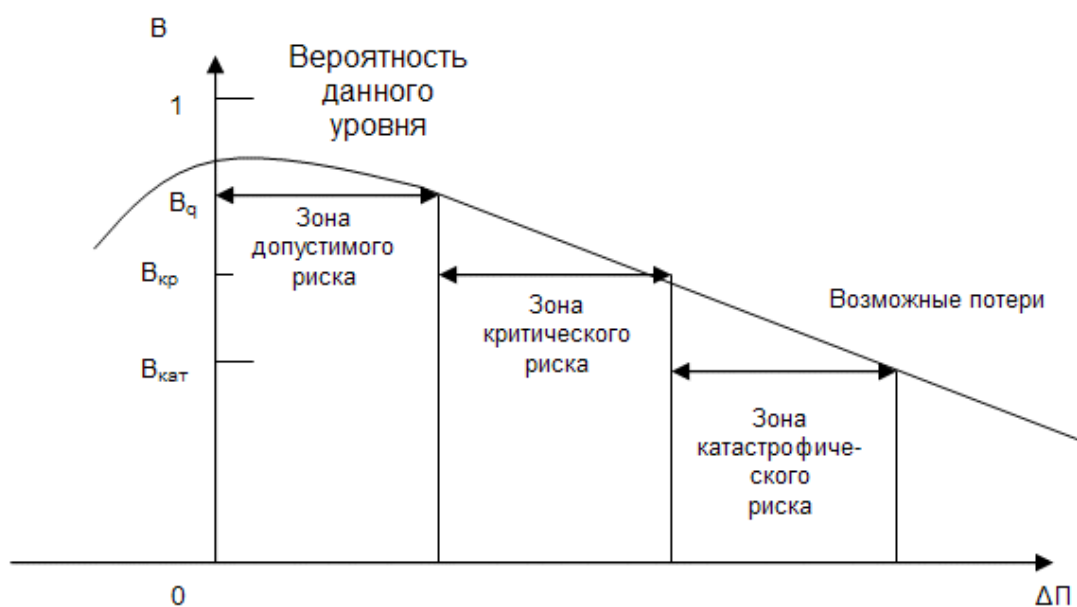 В
Вероятность
данного
уровня
1
Вq
Зона
допустимого
риска
Вкр
Зона
критического
риска
Возможные потери
Вкат
Зона
катастрофиче-
ского
риска
0
ΔП